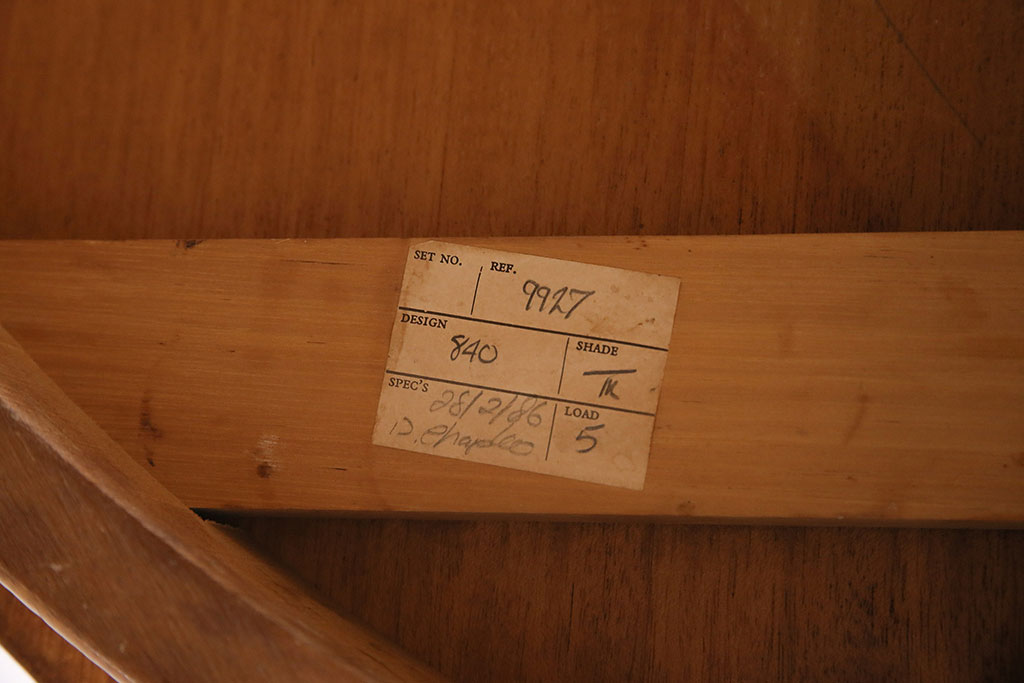 SET NO. REF.
9927
DESIGN
840
SHADE
TK
SPEC'S
28/2/86
LOAD
5